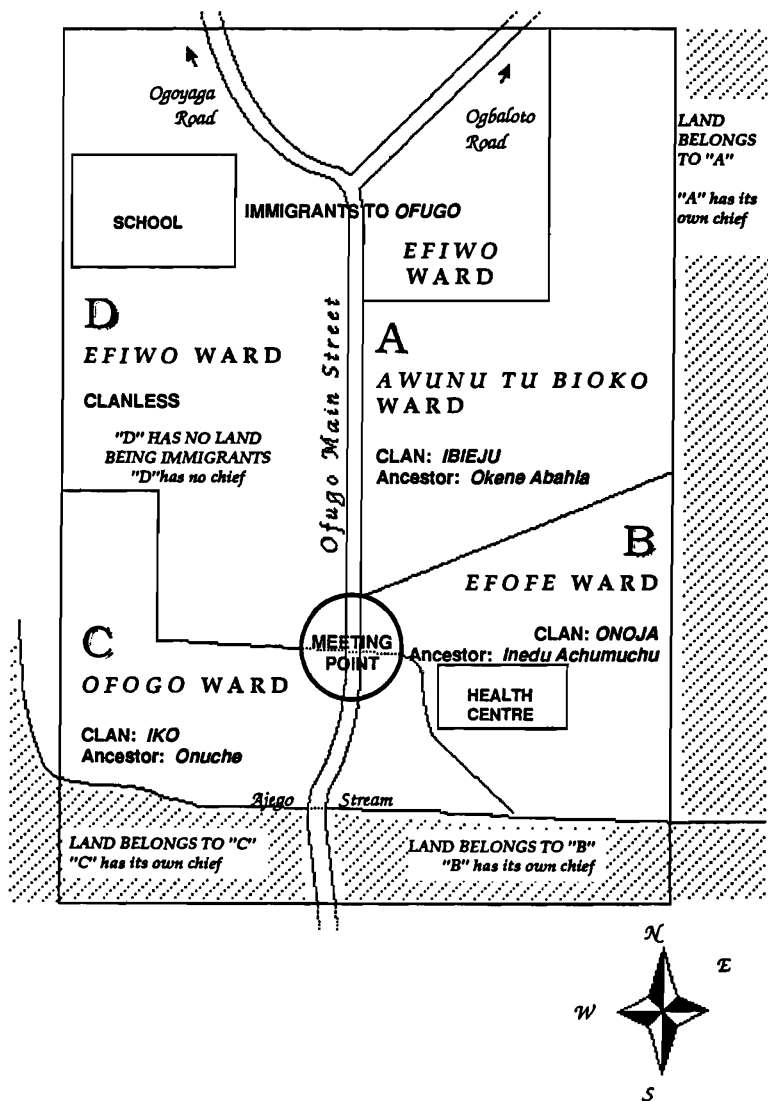 Ogoyaga
Road
Ogbaloto
Road
LAND
BELONGS
TO "A"
"A" has its
own chief
SCHOOL
IMMIGRANTS TO OFUGO
EFIWO
WARD
D
EFIWO WARD
CLANLESS
"D" HAS NO LAND
BEING IMMIGRANTS
"D"has no chief
Ofugo Main Street
A
AWUNU TU BIOKO
WARD
CLAN: IBIEJU
Ancestor: Okene Abahla
B
EFOFE WARD
CLAN: ONOJA
Ancestor: Inedu Achumuchu
MEETING
POINT
HEALTH
CENTRE
C
OFOGO WARD
CLAN: IKO
Ancestor: Onuche
Ajego Stream
LAND BELONGS TO "C"
"C" has its own chief
LAND BELONGS TO "B"
"B" has its own chief
N
E
W
S